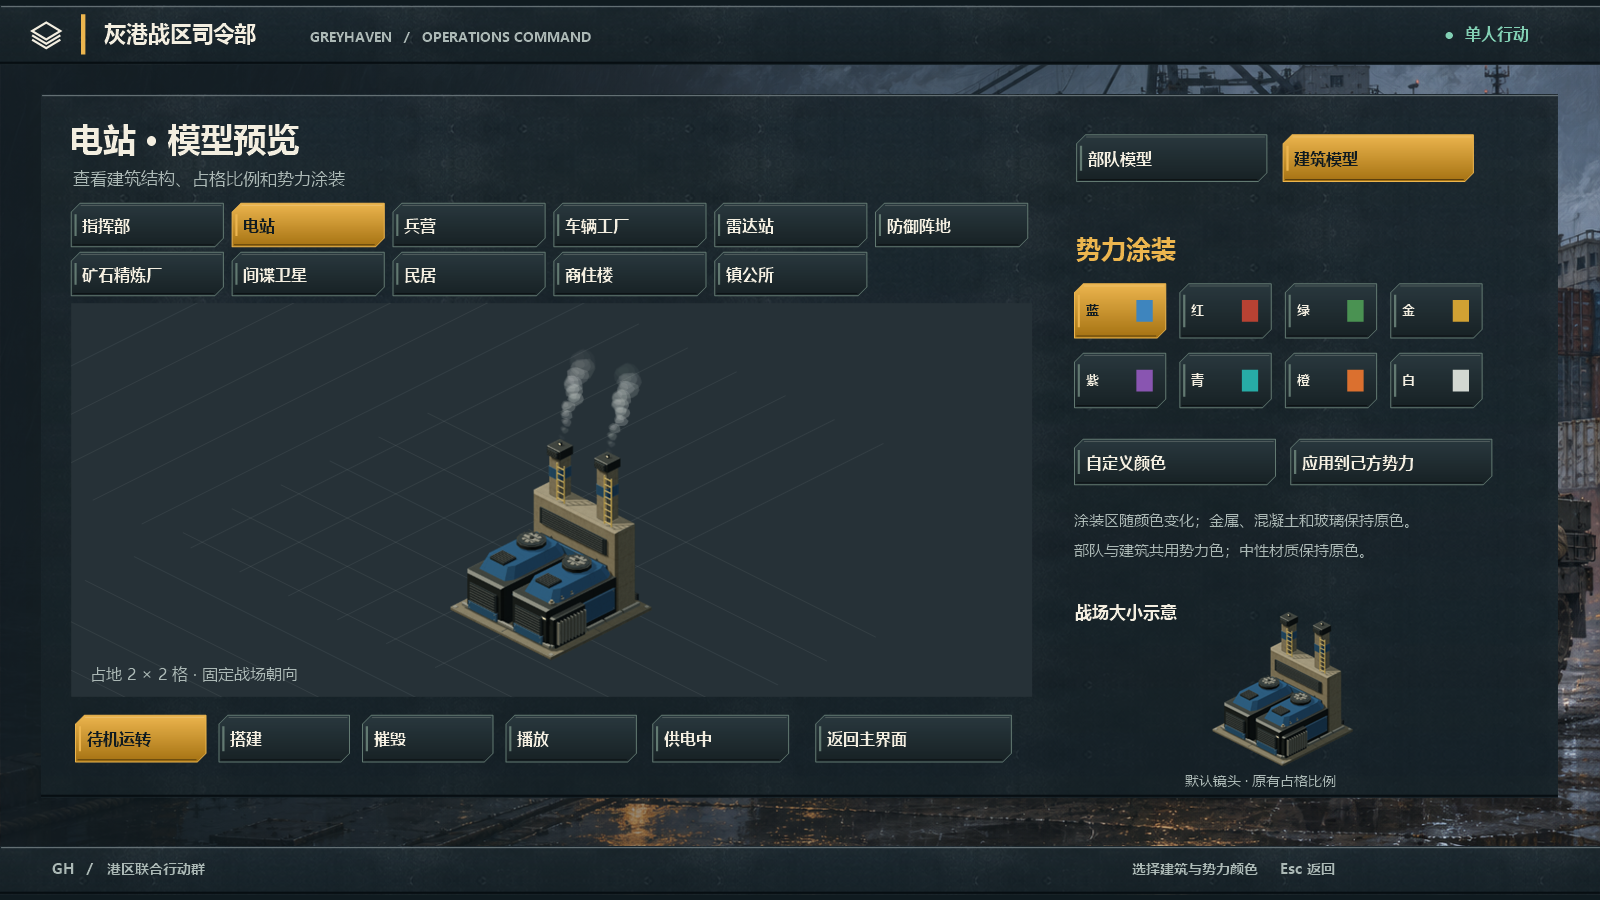 灰港战区司令部
GREYHAVEN / OPERATIONS COMMAND
单人行动
电站 · 模型预览
查看建筑结构、占格比例和势力涂装
部队模型
建筑模型
指挥部
电站
兵营
车辆工厂
雷达站
防御阵地
矿石精炼厂
间谍卫星
民居
商住楼
镇公所
势力涂装
蓝
红
绿
金
紫
青
橙
白
自定义颜色
应用到己方势力
涂装区随颜色变化；金属、混凝土和玻璃保持原色。
部队与建筑共用势力色；中性材质保持原色。
战场大小示意
默认镜头 · 原有占格比例
占地 2 × 2 格 · 固定战场朝向
待机运转
搭建
摧毁
播放
供电中
返回主界面
GH / 港区联合行动群
选择建筑与势力颜色
Esc 返回